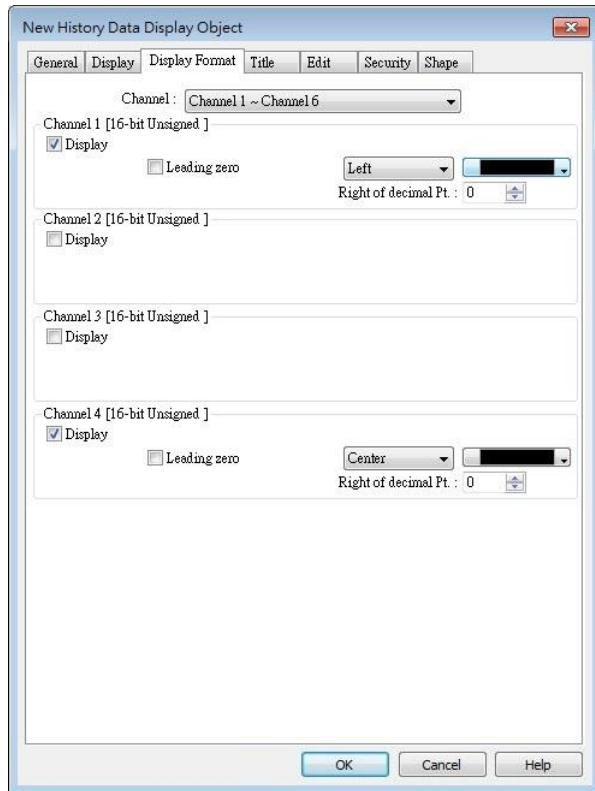 New History Data Display Object
General Display Display Format Title Edit Security Shape
Channel : Channel 1 ~ Channel 6
Channel 1 [16-bit Unsigned ]
Display
Leading zero Left
Right of decimal Pt. : 0
Channel 2 [16-bit Unsigned ]
Display
Channel 3 [16-bit Unsigned ]
Display
Channel 4 [16-bit Unsigned ]
Display
Leading zero Center
Right of decimal Pt. : 0
OK Cancel Help